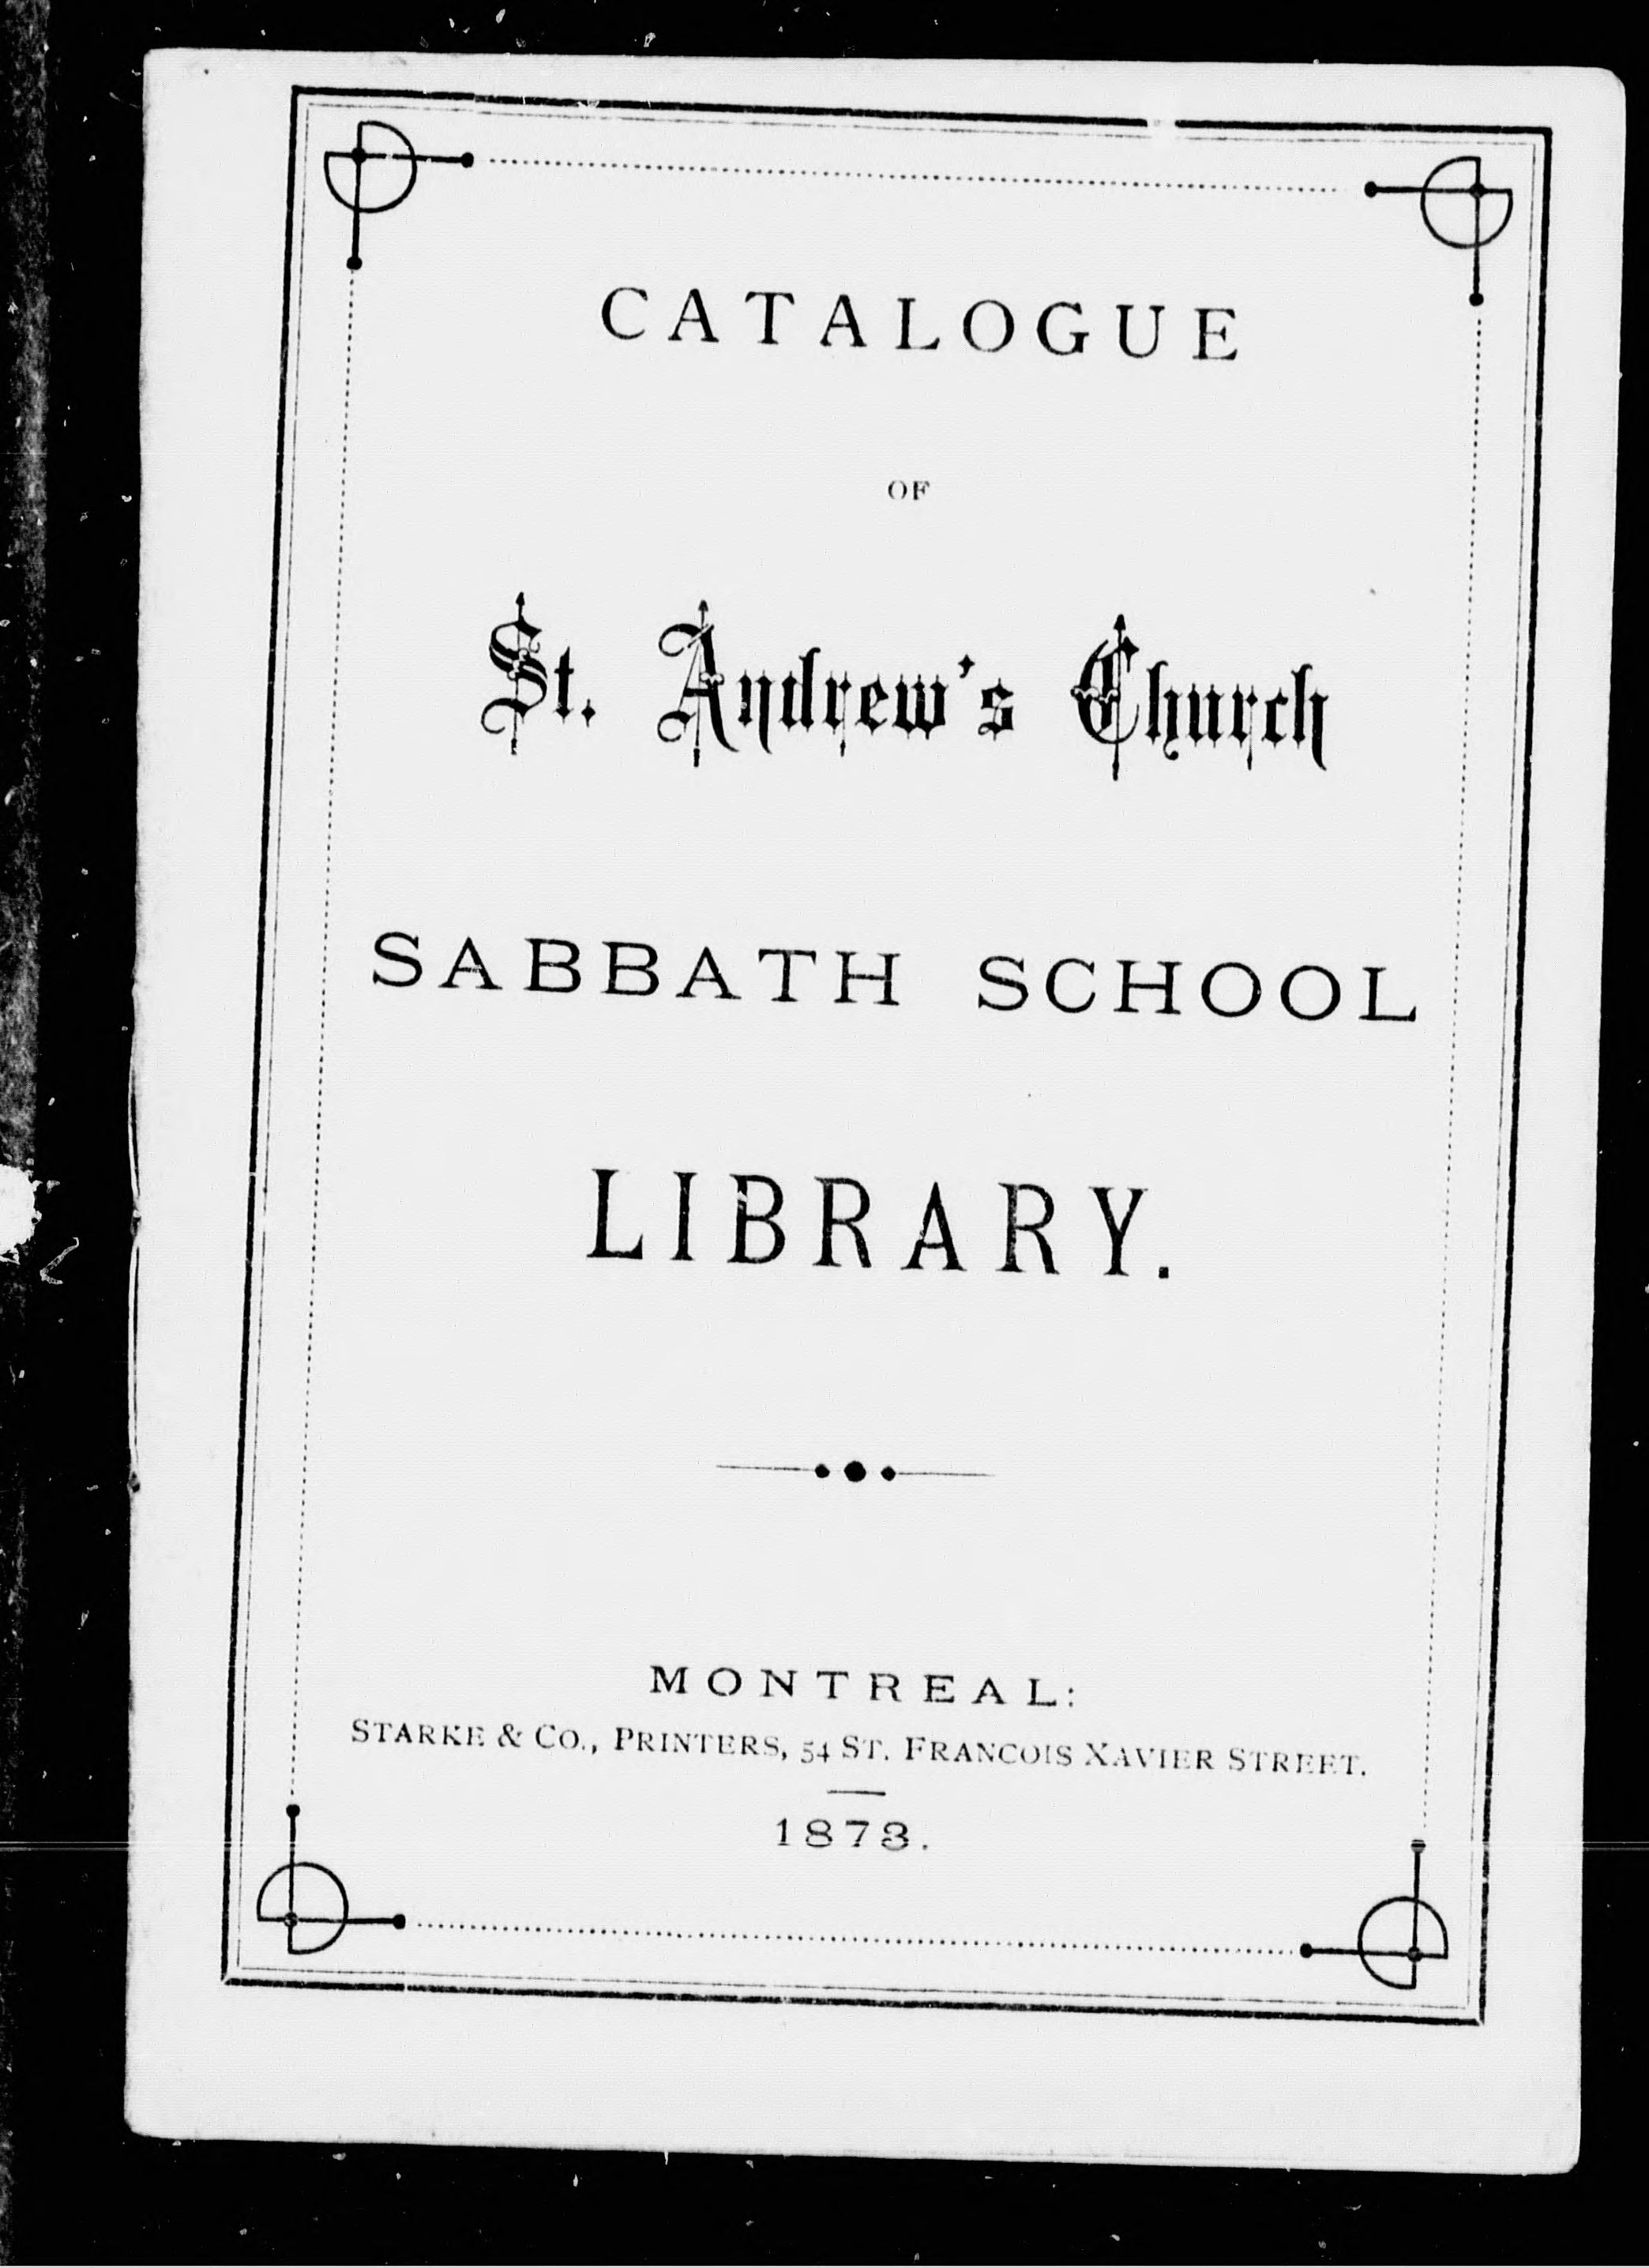 CATALOGUE
OF
St. Andrew's Church
SABBATH SCHOOL
LIBRARY.
MONTREAL:
STARKE & CO., PRINTERS, 54 ST. FRANCOIS XAVIER STREET.
1873.